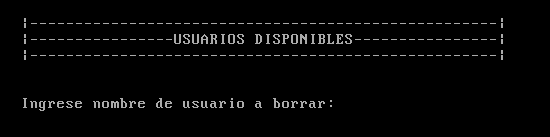 ¦--------------------------------------------------¦
¦---------------USUARIOS DISPONIBLES---------------¦
¦--------------------------------------------------¦
Ingrese nombre de usuario a borrar: